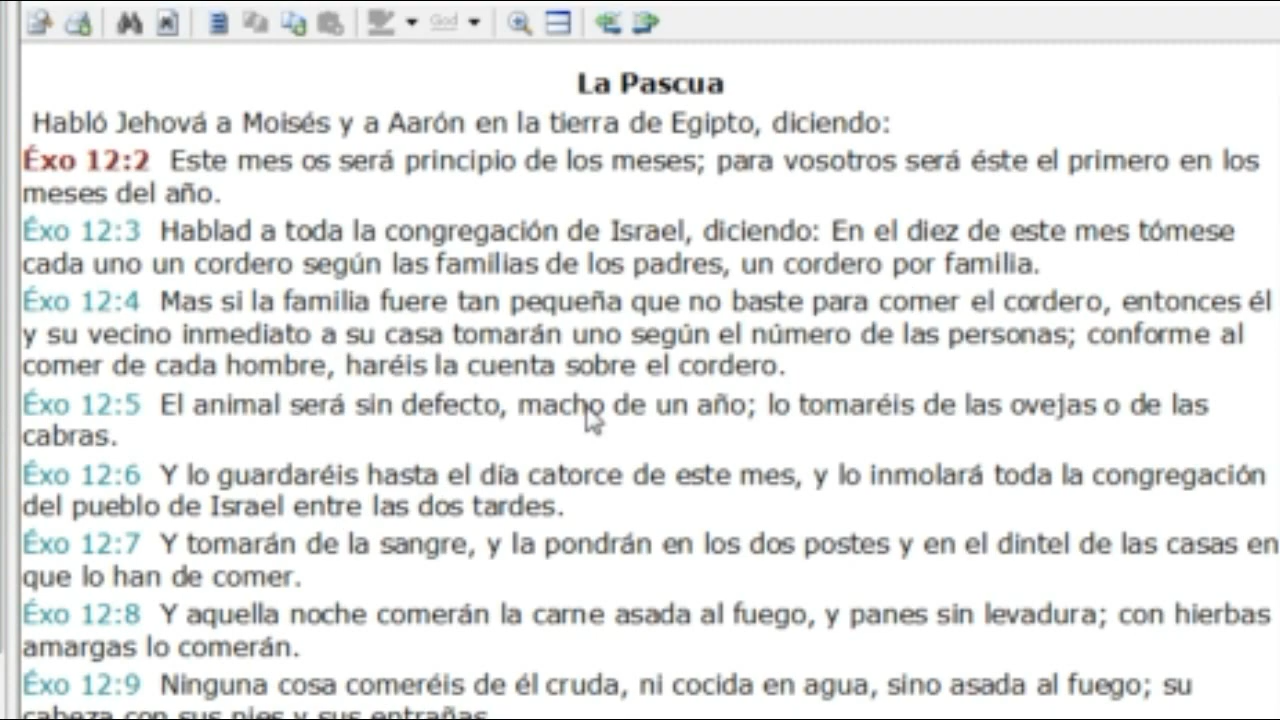 God
La Pascua
Habló Jehová a Moisés y a Aarón en la tierra de Egipto, diciendo:
Éxo 12:2 Este mes os será principio de los meses; para vosotros será éste el primero en los
meses del año.
Éxo 12:3 Hablad a toda la congregación de Israel, diciendo: En el diez de este mes tómese
cada uno un cordero según las familias de los padres, un cordero por familia.
Éxo 12:4 Mas si la familia fuere tan pequeña que no baste para comer el cordero, entonces él
y su vecino inmediato a su casa tomarán uno según el número de las personas; conforme al
comer de cada hombre, haréis la cuenta sobre el cordero.
Éxo 12:5 El animal será sin defecto, macho de un año; lo tomaréis de las ovejas o de las
cabras.
Éxo 12:6 Y lo guardaréis hasta el día catorce de este mes, y lo inmolará toda la congregación
del pueblo de Israel entre las dos tardes.
Éxo 12:7 Y tomarán de la sangre, y la pondrán en los dos postes y en el dintel de las casas en
que lo han de comer.
Éxo 12:8 Y aquella noche comerán la carne asada al fuego, y panes sin levadura; con hierbas
amargas lo comerán.
Éxo 12:9 Ninguna cosa comeréis de él cruda, ni cocida en agua, sino asada al fuego; su
cabeza con sus pies y sus entrañas.